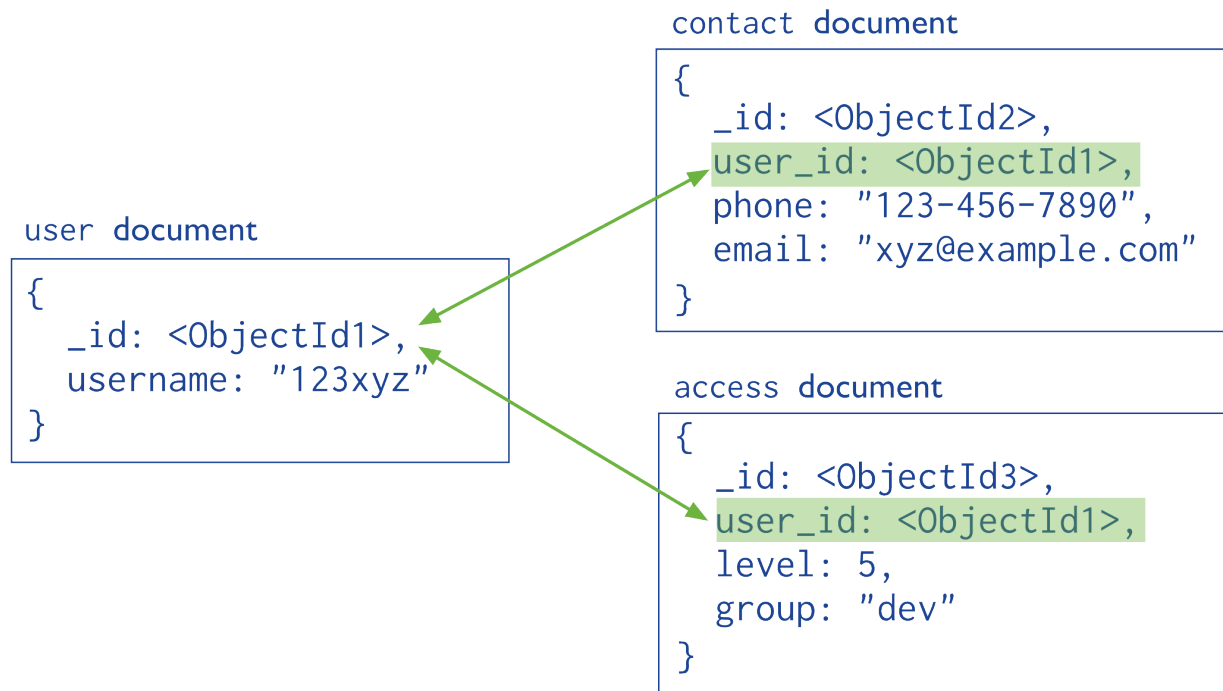 contact document
{
_id: <ObjectId2>,
user_id: <ObjectId1>,
phone: "123-456-7890",
email: "xyz@example.com"
}
user document
{
_id: <ObjectId1>,
username: "123xyz"
}
access document
{
_id: <ObjectId3>,
user_id: <ObjectId1>,
level: 5,
group: "dev"
}